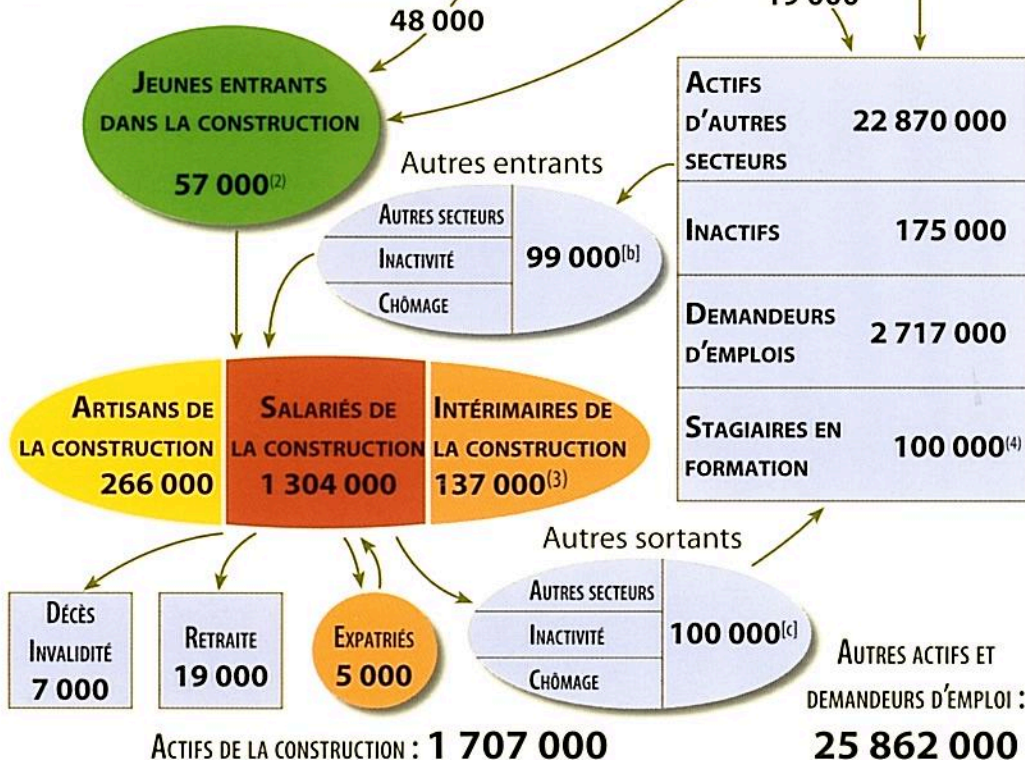 48 000
19 000
JEUNES ENTRANTS
DANS LA CONSTRUCTION
57 000(2)
Autres entrants
AUTRES SECTEURS
INACTIVITÉ
CHÔMAGE
99 000[b]
ACTIFS
D'AUTRES
SECTEURS
22 870 000
INACTIFS
175 000
DEMANDEURS
D'EMPLOIS
2 717 000
STAGIAIRES EN
FORMATION
100 000(4)
ARTISANS DE
LA CONSTRUCTION
266 000
SALARIÉS DE
LA CONSTRUCTION
1 304 000
INTÉRIMAIRES DE
LA CONSTRUCTION
137 000(3)
Autres sortants
AUTRES SECTEURS
INACTIVITÉ
CHÔMAGE
100 000[c]
DÉCÈS
INVALIDITÉ
7 000
RETRAITE
19 000
EXPATRIÉS
5 000
AUTRES ACTIFS ET
DEMANDEURS D'EMPLOI :
25 862 000
ACTIFS DE LA CONSTRUCTION : 1 707 000